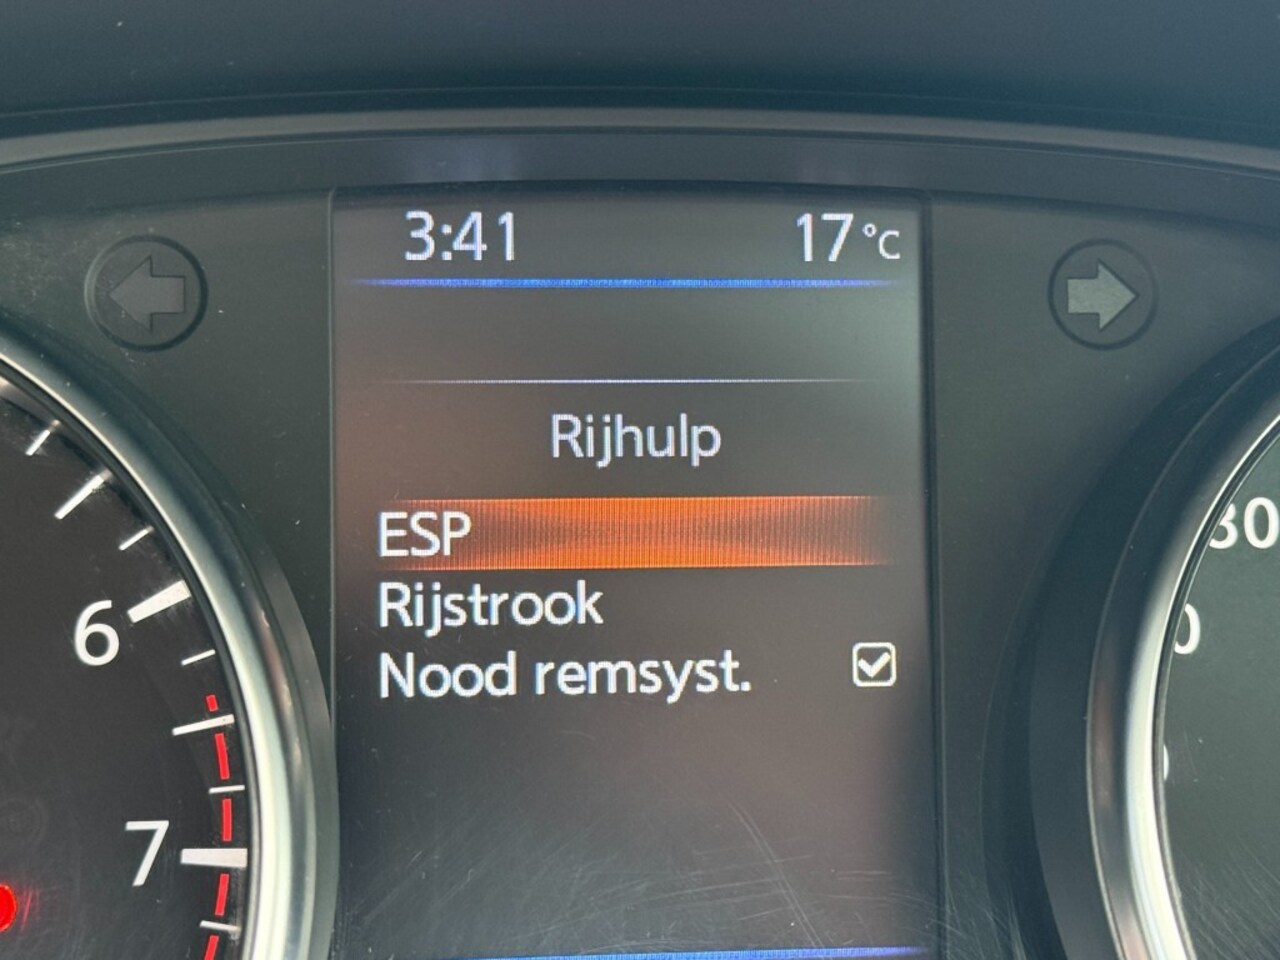 3:41 17 °C
Rijhulp
ESP
Rijstrook
Nood remsyst.
6
7